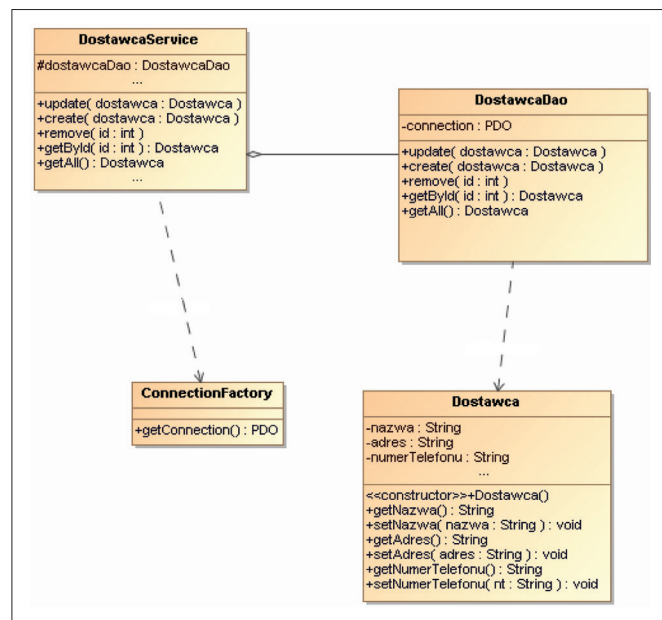 DostawcaService
#dostawcaDao : DostawcaDao
...
+update( dostawca : Dostawca )
+create( dostawca : Dostawca )
+remove( id : int )
+getById( id : int ) : Dostawca
+getAll() : Dostawca
...
DostawcaDao
-connection : PDO
+update( dostawca : Dostawca )
+create( dostawca : Dostawca )
+remove( id : int )
+getById( id : int ) : Dostawca
+getAll() : Dostawca
ConnectionFactory
+getConnection() : PDO
Dostawca
-nazwa : String
-adres : String
-numerTelefonu : String
...
<<constructor>>+Dostawca()
+getNazwa() : String
+setNazwa( nazwa : String ) : void
+getAdres() : String
+setAdres( adres : String ) : void
+getNumerTelefonu() : String
+setNumerTelefonu( nt : String ) : void